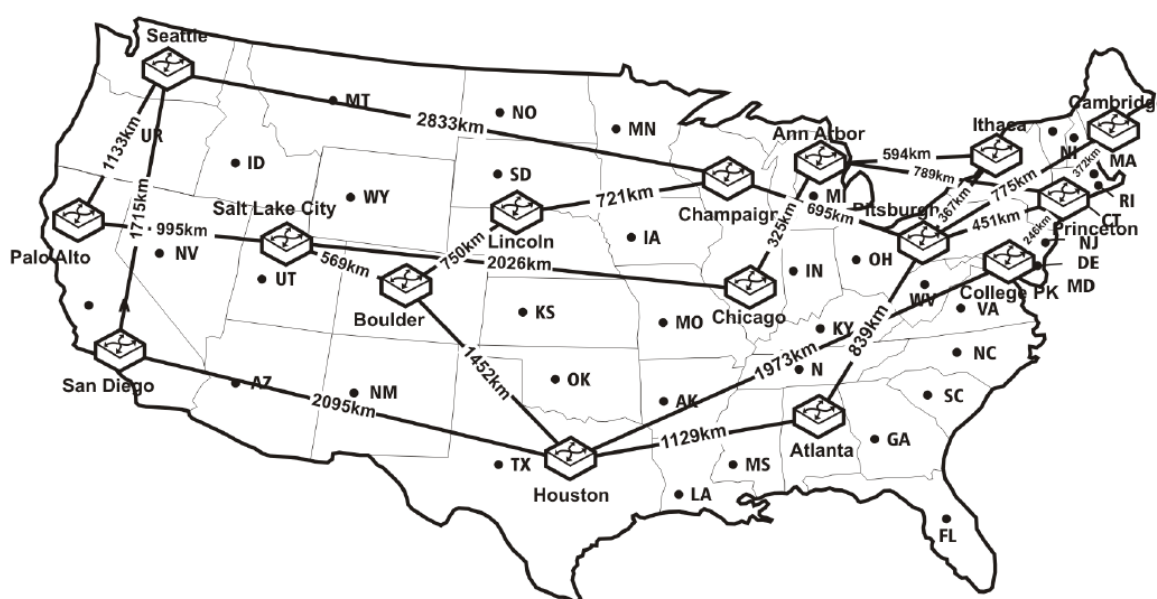 Seattle
Cambridg
MT
NO
MN
2833km
Ithaca
Ann Arbor
1133km
UR
594km
NI
MA
ID
SD
789km
775km
372km
WY
721km
MI
367km
RI
Salt Lake City
Champaigr
695km
Pittsburgh
CT
1715km
995km
Lincoln
IA
325km
451km
246km
Princeton
Palo Alto
NV
569km
750km
2026km
IN
OH
NJ
DE
UT
Boulder
KS
MO
Chicago
WV
College PK
MD
VA
KY
839km
San Diego
AZ
NM
1452km
OK
1973km
N
NC
2095km
AK
SC
1129km
Atlanta
GA
TX
Houston
MS
LA
FL